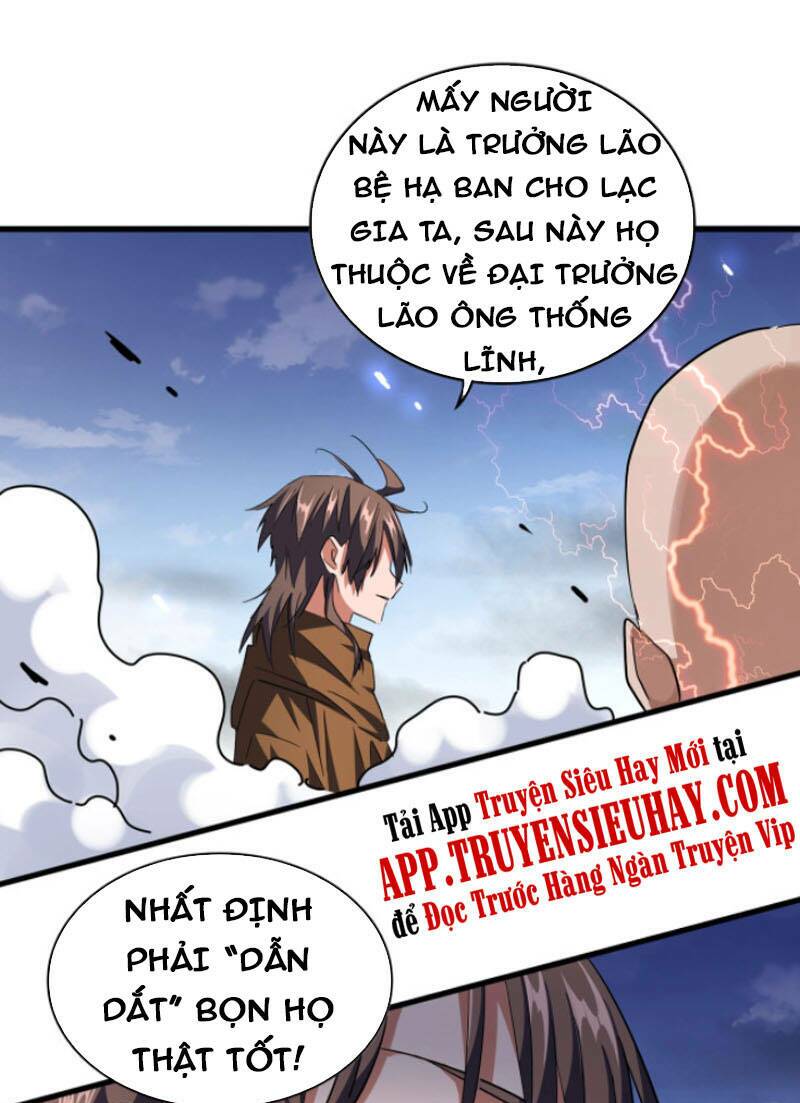 MẤY NGƯỜI
NÀY LÀ TRƯỞNG LÃO
BỆ HẠ BAN CHO LẠC
GIA TA, SAU NÀY HỌ
THUỘC VỀ ĐẠI TRƯỞNG
LÃO ÔNG THỐNG
LĨNH,
Tải App Truyện Siêu Hay Mới tại
APP.TRUYENSIEUHAY.COM
để Đọc Trước Hàng Ngàn Truyện Vip
NHẤT ĐỊNH
PHẢI "DẪN
DẮT" BỌN HỌ
THẬT TỐT!